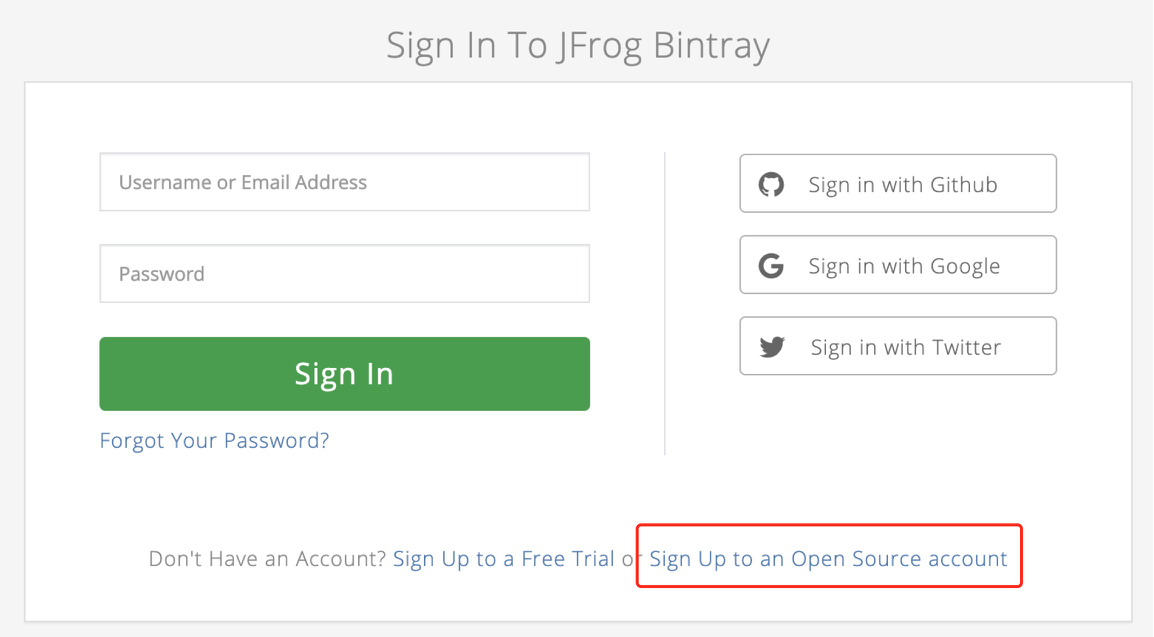 Sign In To JFrog Bintray
Username or Email Address
Password
Sign In
Forgot Your Password?
Sign in with Github
Sign in with Google
Sign in with Twitter
Don't Have an Account? Sign Up to a Free Trial or Sign Up to an Open Source account